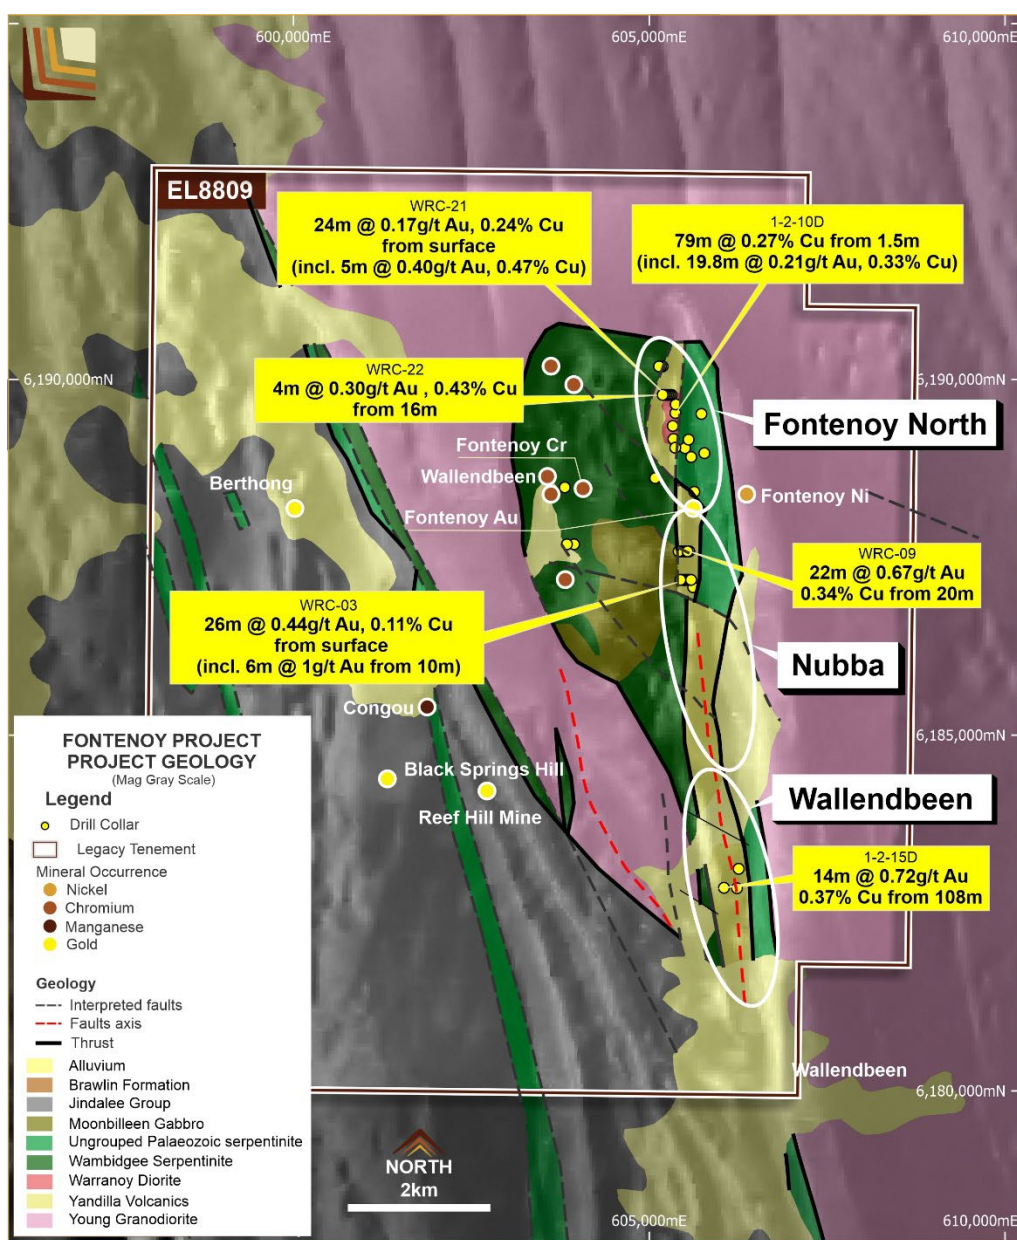 600,000mE
605,000mE
610,000mE
EL8809
WRC-21
24m @ 0.17g/t Au, 0.24% Cu
from surface
(incl. 5m @ 0.40g/t Au, 0.47% Cu)
1-2-10D
79m @ 0.27% Cu from 1.5m
(incl. 19.8m @ 0.21g/t Au, 0.33% Cu)
6,190,000mN
6,190,000mN
WRC-22
4m @ 0.30g/t Au , 0.43% Cu
from 16m
Fontenoy North
Fontenoy Cr
Wallendbeen
Berthong
Fontenoy Ni
Fontenoy Au
WRC-09
22m @ 0.67g/t Au
0.34% Cu from 20m
WRC-03
26m @ 0.44g/t Au, 0.11% Cu
from surface
(incl. 6m @ 1g/t Au from 10m)
Nubba
Congou
6,185,000mN
Black Springs Hill
Reef Hill Mine
Wallendbeen
1-2-15D
14m @ 0.72g/t Au
0.37% Cu from 108m
FONTENOY PROJECT
PROJECT GEOLOGY
(Mag Gray Scale)
Legend
Drill Collar
Legacy Tenement
Mineral Occurrence
Nickel
Chromium
Manganese
Gold
Geology
Interpreted faults
Faults axis
Thrust
Alluvium
Brawlin Formation
Jindalee Group
Moonbilleen Gabbro
Ungrouped Palaeozoic serpentinite
Wambidgee Serpentinite
Warranoy Diorite
Yandilla Volcanics
Young Granodiorite
Wallendbeen
6,180,000mN
NORTH
2km
605,000mE
610,000mE